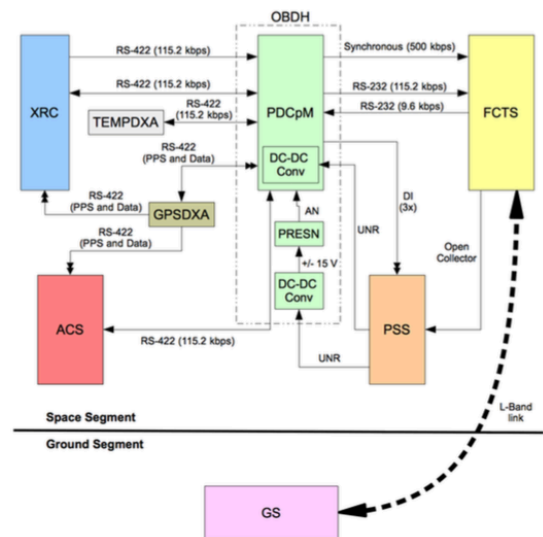 OBDH
RS-422 (115.2 kbps)
Synchronous (500 kbps)
RS-422 (115.2 kbps)
RS-232 (115.2 kbps)
RS-232 (9.6 kbps)
XRC
PDCpM
FCTS
RS-422
(115.2 kbps)
TEMPDXA
DC-DC
Conv
RS-422
(PPS and Data)
RS-422
(PPS and Data)
GPSDXA
AN
DI
(3x)
UNR
PRESN
RS-422
(PPS and Data)
Open
Collector
+/- 15 V
DC-DC
Conv
ACS
PSS
RS-422 (115.2 kbps)
UNR
Space Segment
L-Band
link
Ground Segment
GS